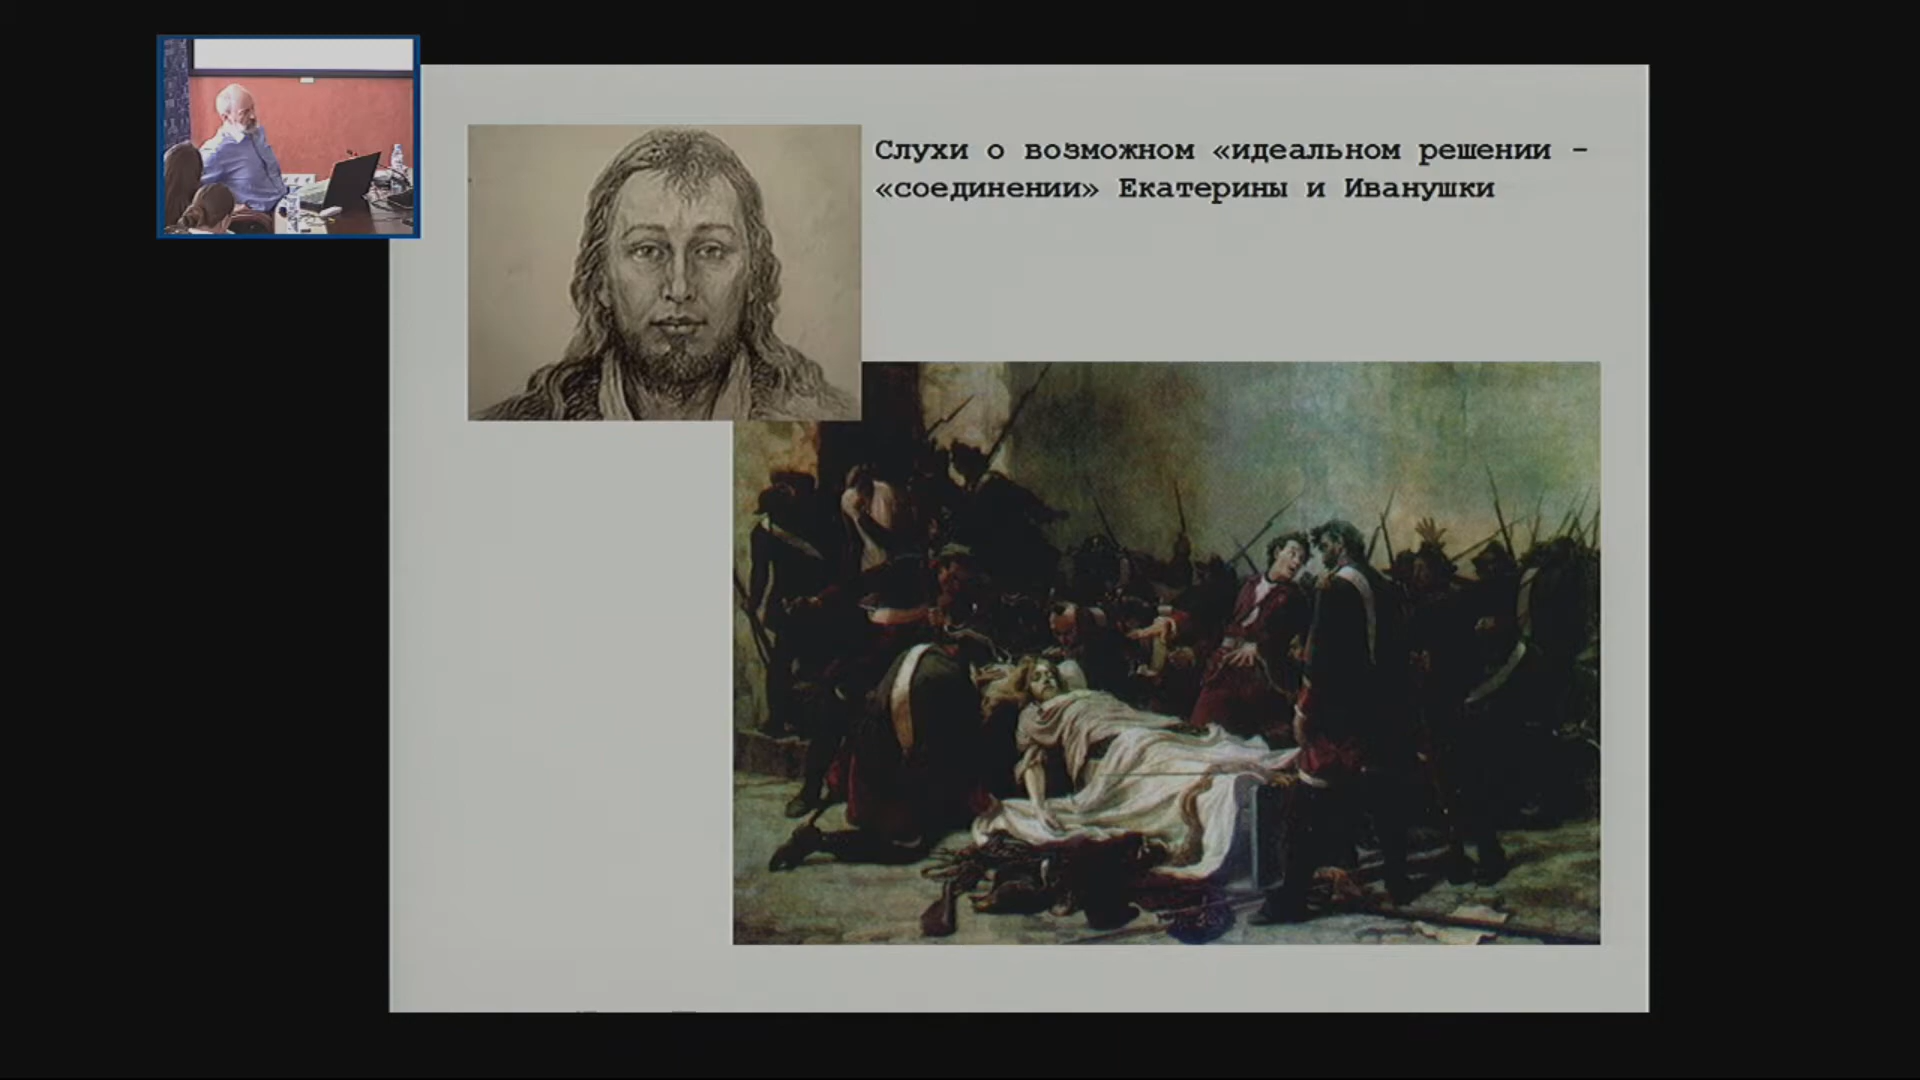 Слухи о возможном «идеальном решении –
«соединении» Екатерины и Иванушки